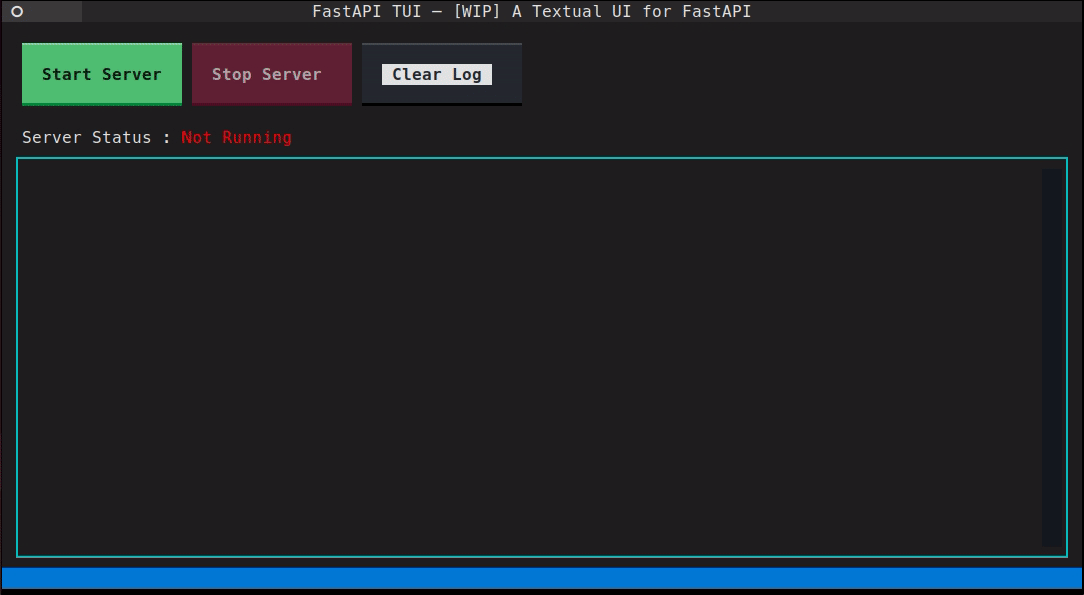 FastAPI TUI — [WIP] A Textual UI for FastAPI
Start Server Stop Server Clear Log
Server Status : Not Running